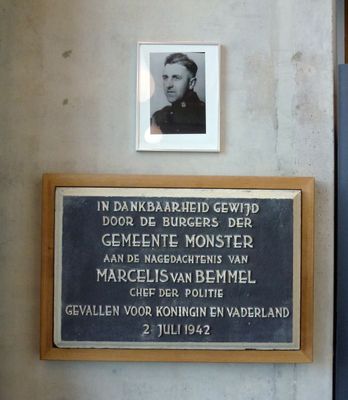 IN DANKBAARHEID GEWIJD
DOOR DE BURGERS DER
GEMEENTE MONSTER
AAN DE NAGEDACHTENIS VAN
MARCELIS VAN BEMMEL
CHEF DER POLITIE
GEVALLEN VOOR KONINGIN EN VADERLAND
2 JULI 1942